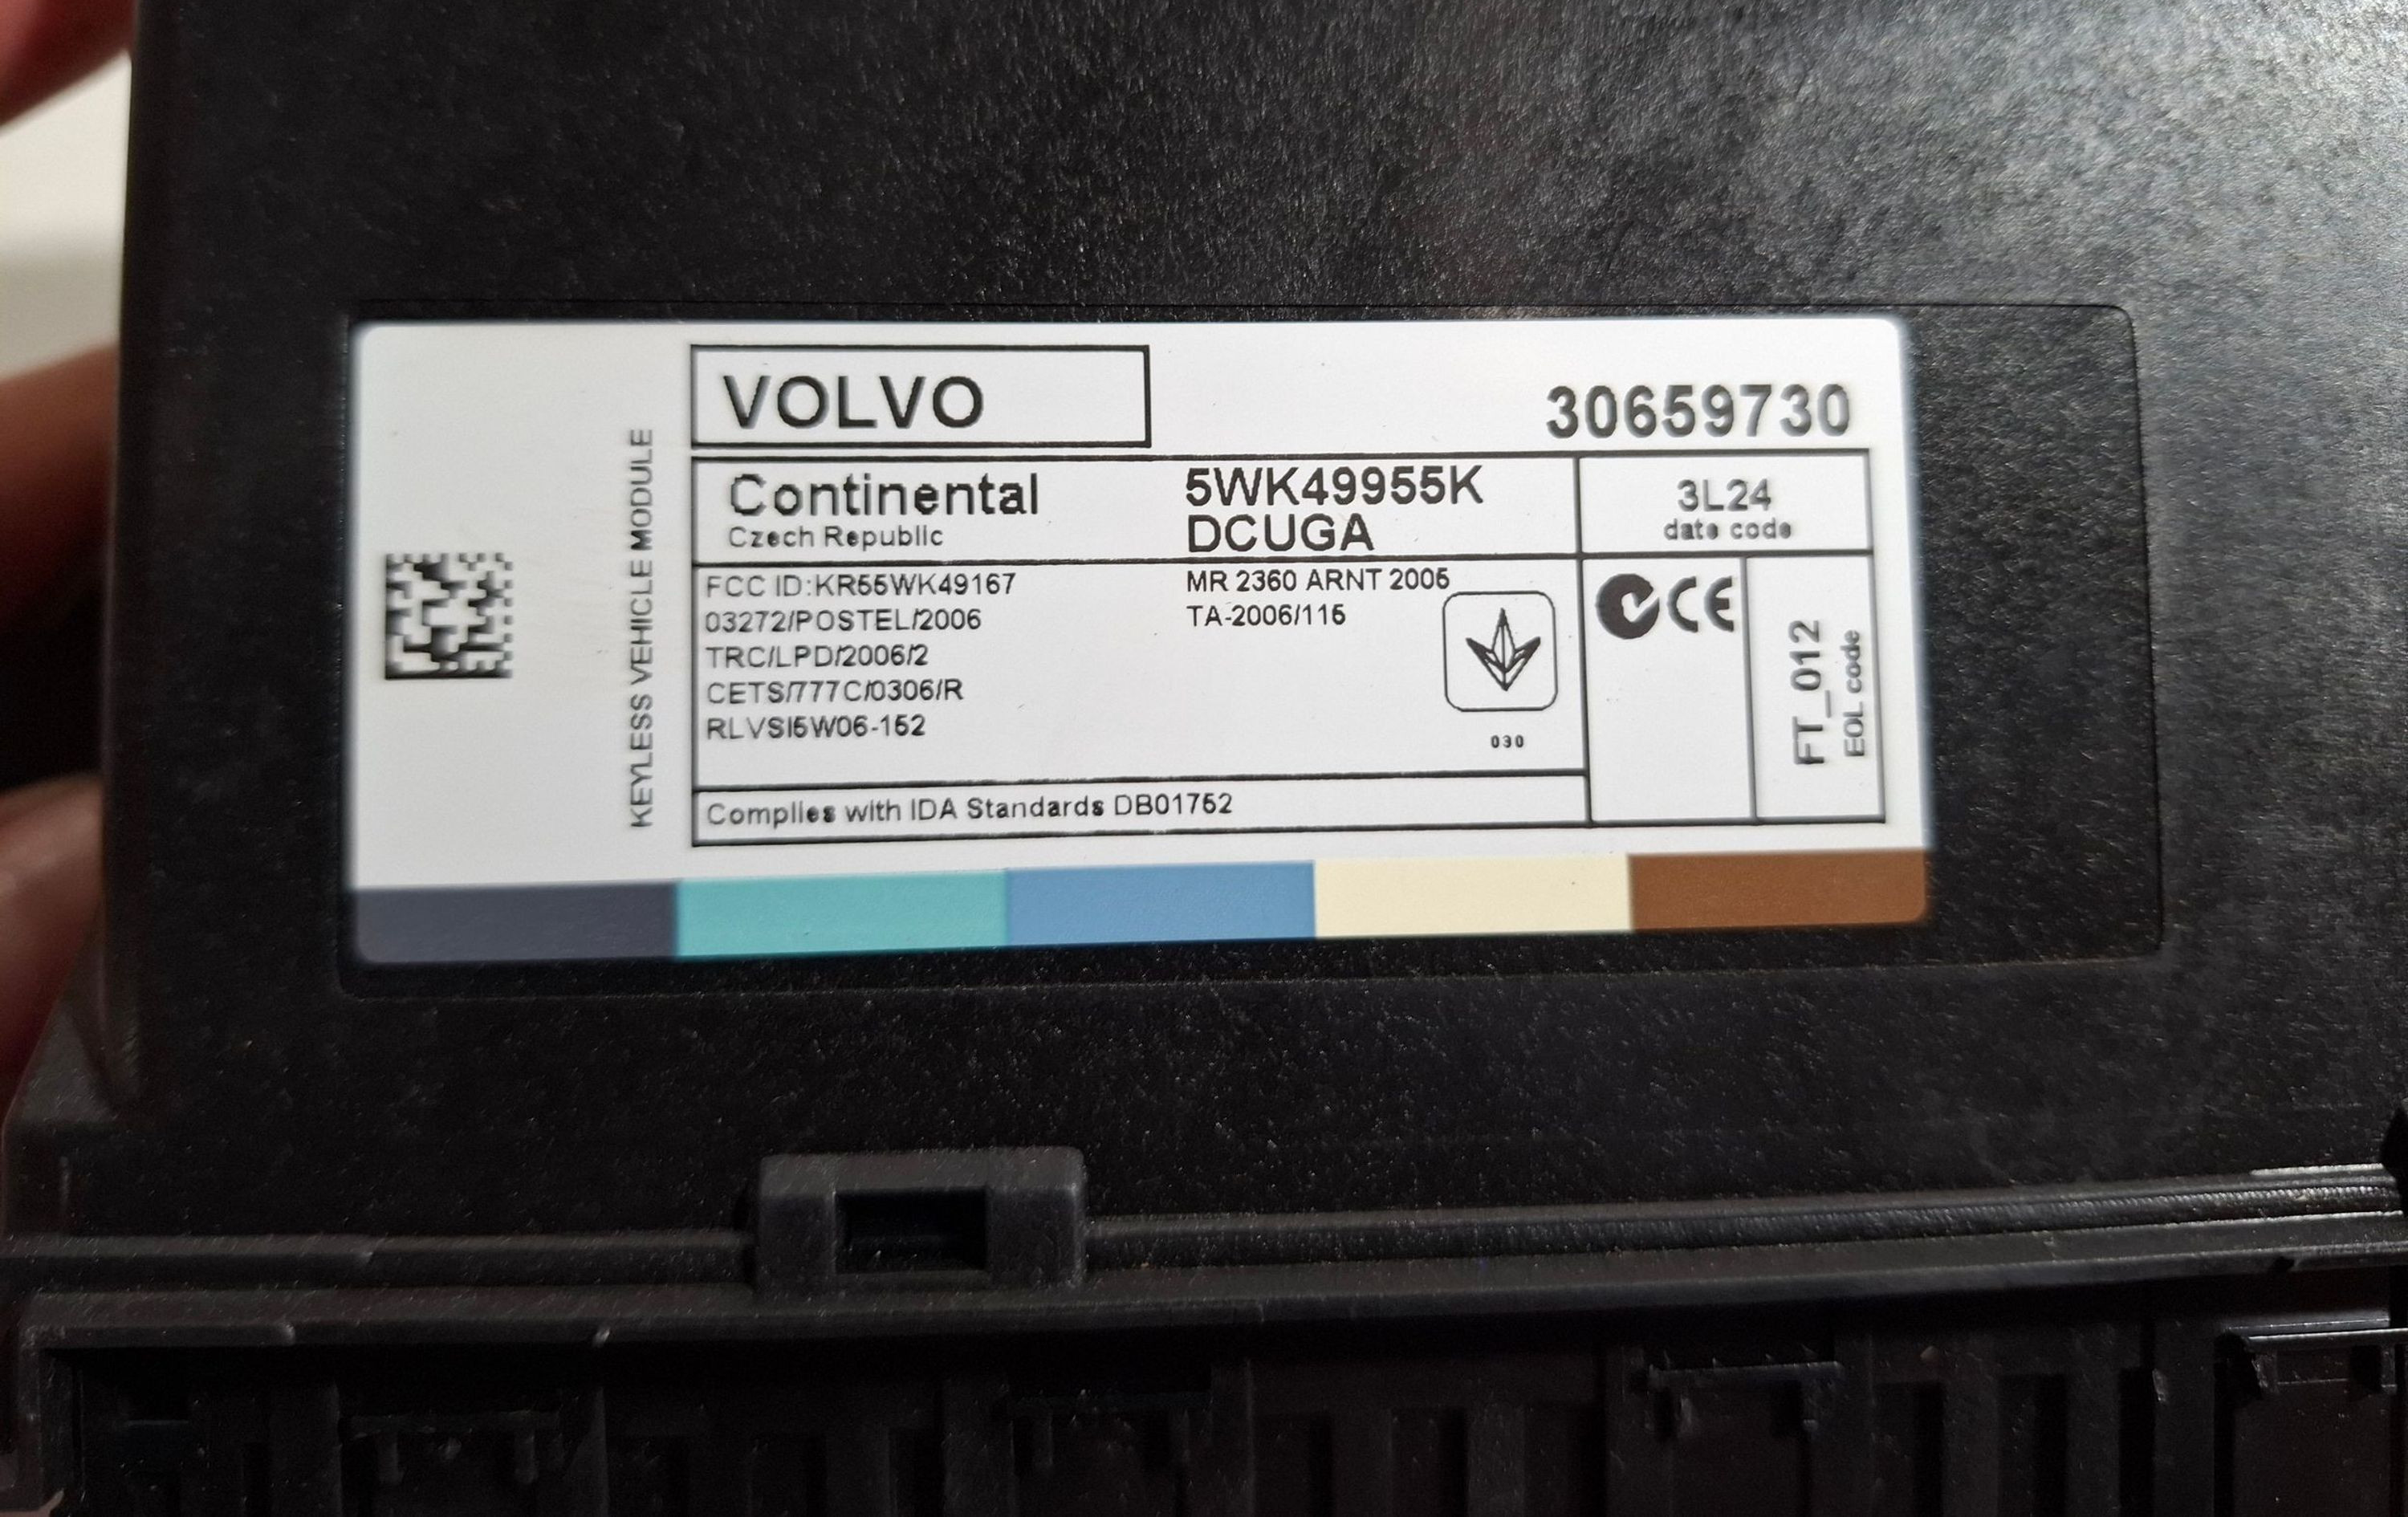 VOLVO
30659730
KEYLESS VEHICLE MODULE
Continental
Czech Republic
5WK49955K
DCUGA
3L24
date code
FCC ID:KR55WK49167
03272/POSTEL/2006
TRC/LPD/2006/2
CETS/777C/0306/R
RLVSI5W06-152
MR 2360 ARNT 2006
TA-2006/115
030
CE
FT_012
EOL code
Complies with IDA Standards DB01752